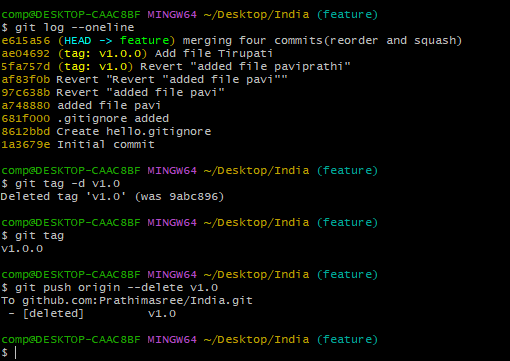 comp@DESKTOP-CAAC8BF MINGW64 ~/Desktop/India (feature)
$ git log --oneline
e615a56 (HEAD -> feature) merging four commits(reorder and squash)
ae04692 (tag: v1.0.0) Add file Tirupati
5fa757d (tag: v1.0) Revert "added file paviprathi"
af83f0b Revert "Revert "added file pavi""
97c638b Revert "added file pavi"
a748880 added file pavi
681f000 .gitignore added
8612bbd Create hello.gitignore
1a3679e Initial commit
comp@DESKTOP-CAAC8BF MINGW64 ~/Desktop/India (feature)
$ git tag -d v1.0
Deleted tag 'v1.0' (was 9abc896)
comp@DESKTOP-CAAC8BF MINGW64 ~/Desktop/India (feature)
$ git tag
v1.0.0
comp@DESKTOP-CAAC8BF MINGW64 ~/Desktop/India (feature)
$ git push origin --delete v1.0
To github.com:Prathimasree/India.git
 - [deleted]         v1.0
comp@DESKTOP-CAAC8BF MINGW64 ~/Desktop/India (feature)
$